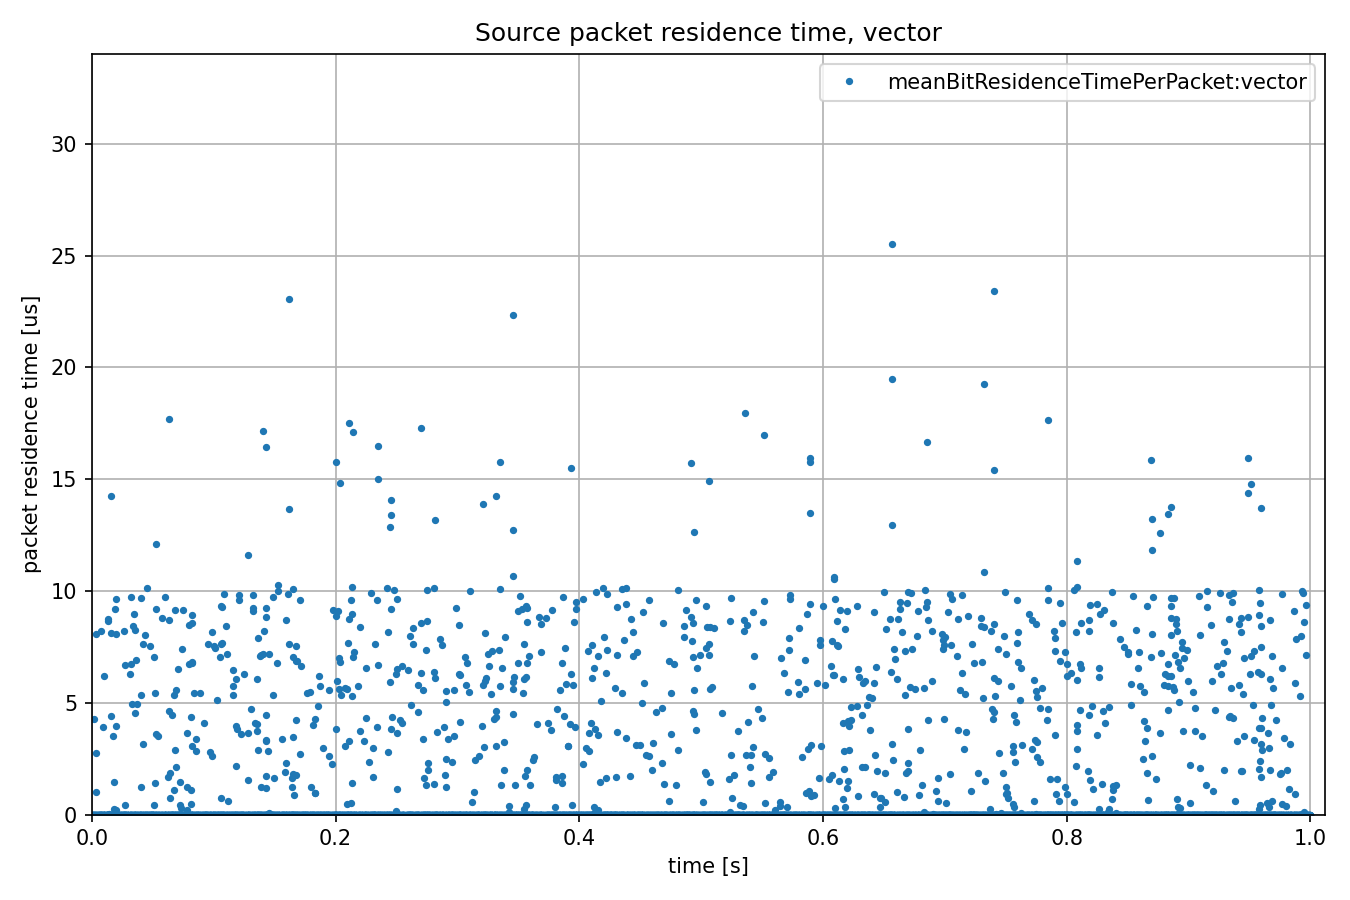 Source packet residence time, vector
meanBitResidenceTimePerPacket:vector
packet residence time [us]
30
25
20
15
10
5
0
0.0 0.2 0.4 0.6 0.8 1.0
time [s]